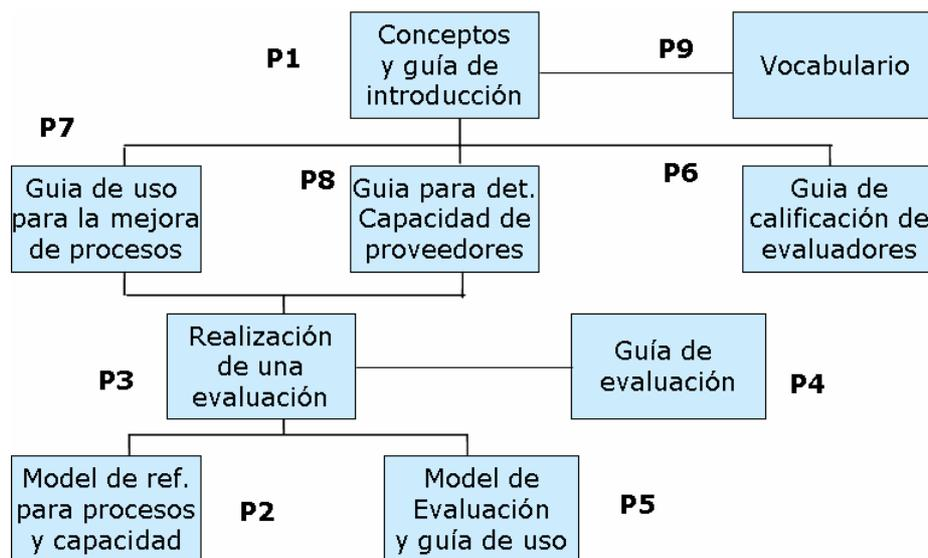 P1
Conceptos
y guía de
introducción
P9
Vocabulario
P7
Guia de uso
para la mejora
de procesos
P8
Guia para det.
Capacidad de
proveedores
P6
Guia de
calificación de
evaluadores
P3
Realización
de una
evaluación
Guía de
evaluación
P4
Model de ref.
para procesos
y capacidad
P2
Model de
Evaluación
y guía de uso
P5